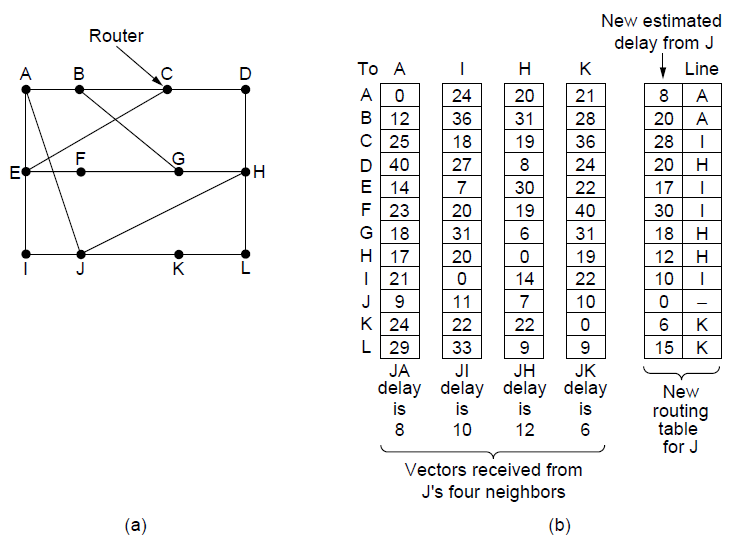 Router
A B C D
E F G H
I J K L
(a)
New estimated
delay from J
To A I H K Line
A 0 24 20 21 8 A
B 12 36 31 28 20 A
C 25 18 19 36 28 I
D 40 27 8 24 20 H
E 14 7 30 22 17 I
F 23 20 19 40 30 I
G 18 31 6 31 18 H
H 17 20 0 19 12 H
I 21 0 14 22 10 I
J 9 11 7 10 0 –
K 24 22 22 0 6 K
L 29 33 9 9 15 K
JA JI JH JK
delay delay delay delay
is is is is
8 10 12 6
New
routing
table
for J
Vectors received from
J's four neighbors
(b)